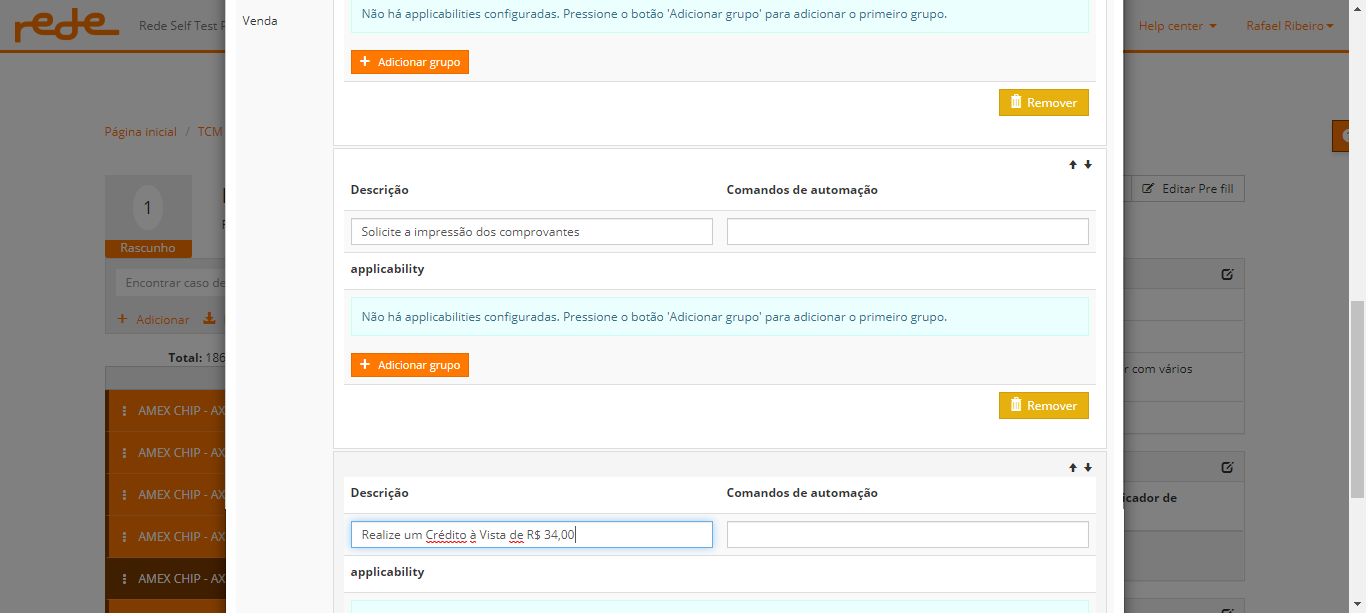 rede
Rede Self Test
Help center
Rafael Ribeiro
Venda
Não há applicabilities configuradas. Pressione o botão 'Adicionar grupo' para adicionar o primeiro grupo.
+ Adicionar grupo
Remover
Página inicial / TCM
1
Rascunho
Editar Pre fill
Descrição
Comandos de automação
Solicite a impressão dos comprovantes
applicability
Não há applicabilities configuradas. Pressione o botão 'Adicionar grupo' para adicionar o primeiro grupo.
+ Adicionar grupo
Remover
Encontrar caso de
+ Adicionar
Total: 186
r com vários
AMEX CHIP - AX
AMEX CHIP - AX
AMEX CHIP - AX
AMEX CHIP - AX
AMEX CHIP - AX
icador de
Descrição
Comandos de automação
Realize um Crédito à Vista de R$ 34,00
applicability